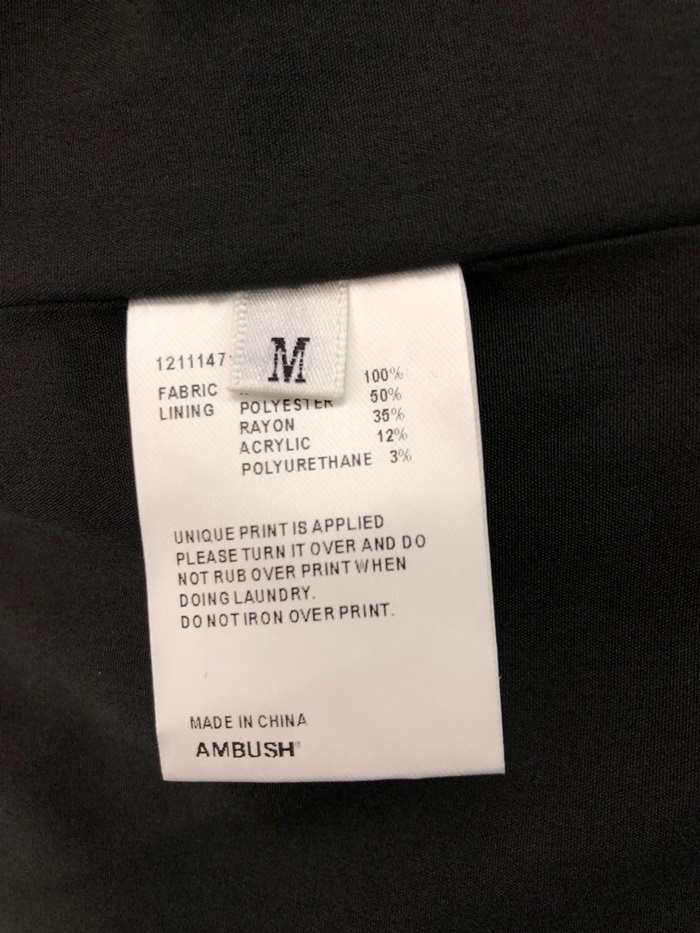 M
1211147
FABRIC 100%
LINING POLYESTER 50%
RAYON 35%
ACRYLIC 12%
POLYURETHANE 3%
UNIQUE PRINT IS APPLIED
PLEASE TURN IT OVER AND DO
NOT RUB OVER PRINT WHEN
DOING LAUNDRY.
DO NOT IRON OVER PRINT.
MADE IN CHINA
AMBUSH®